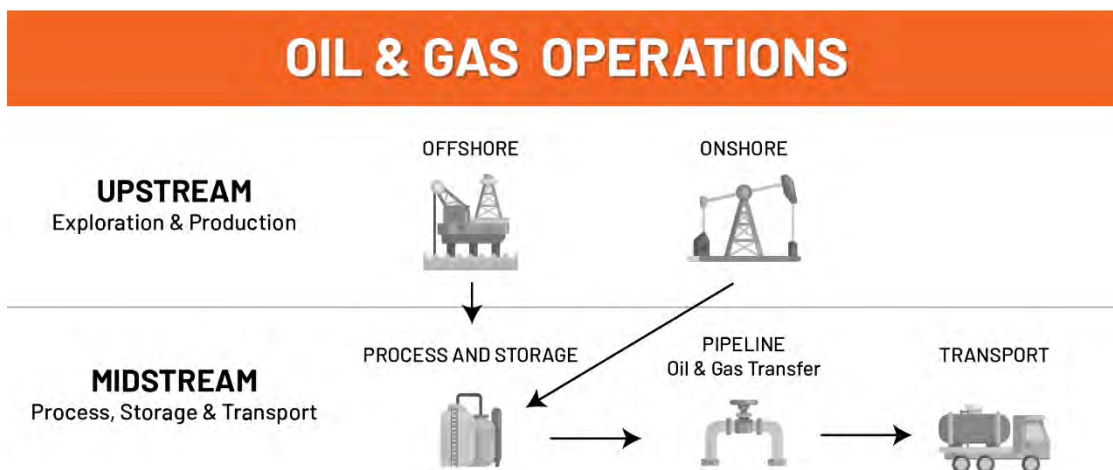 OIL & GAS OPERATIONS
OFFSHORE
ONSHORE
UPSTREAM
Exploration & Production
PROCESS AND STORAGE
PIPELINE
Oil & Gas Transfer
TRANSPORT
MIDSTREAM
Process, Storage & Transport